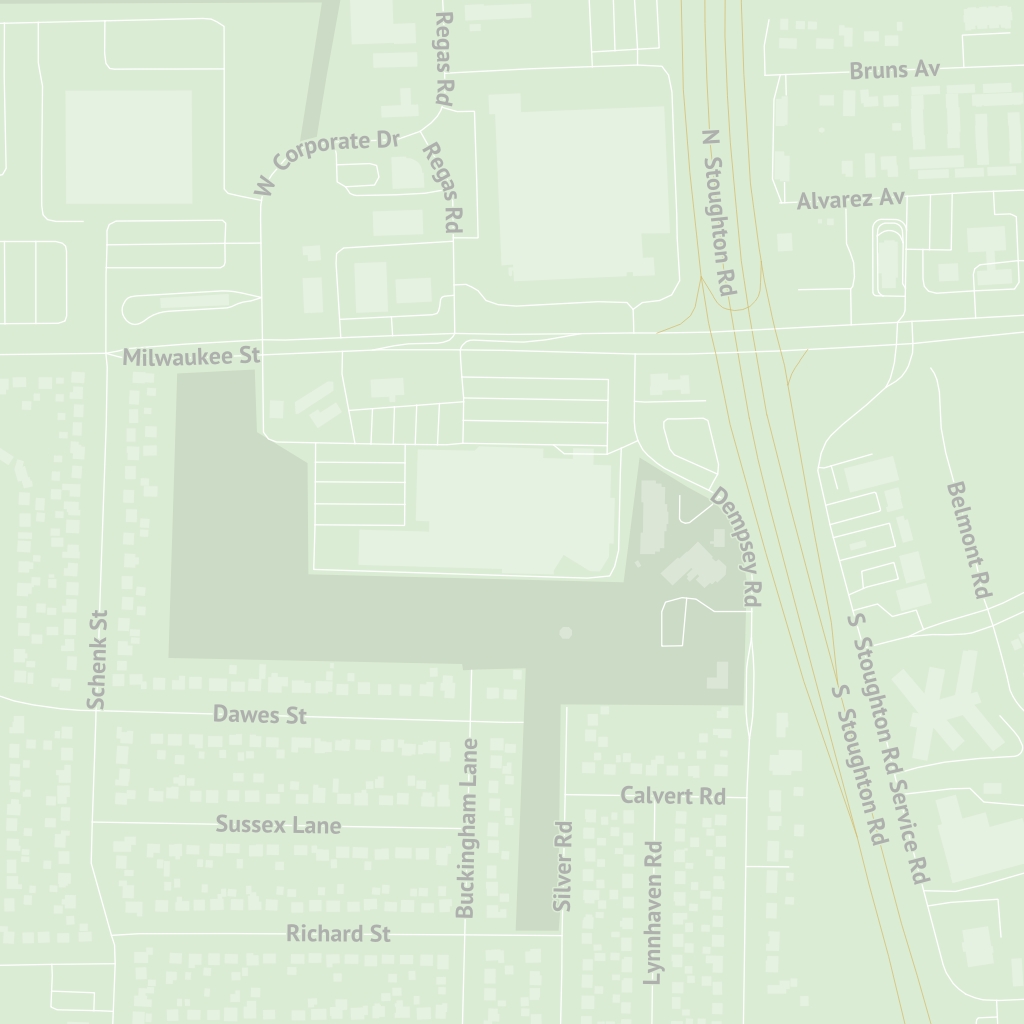 Regas Rd
Bruns Av
W Corporate Dr
Regas Rd
N Stoughton Rd
Alvarez Av
Milwaukee St
Dempsey Rd
Belmont Rd
Schenk St
S Stoughton Rd Service Rd
S Stoughton Rd
Dawes St
Buckingham Lane
Calvert Rd
Sussex Lane
Silver Rd
Lynnhaven Rd
Richard St